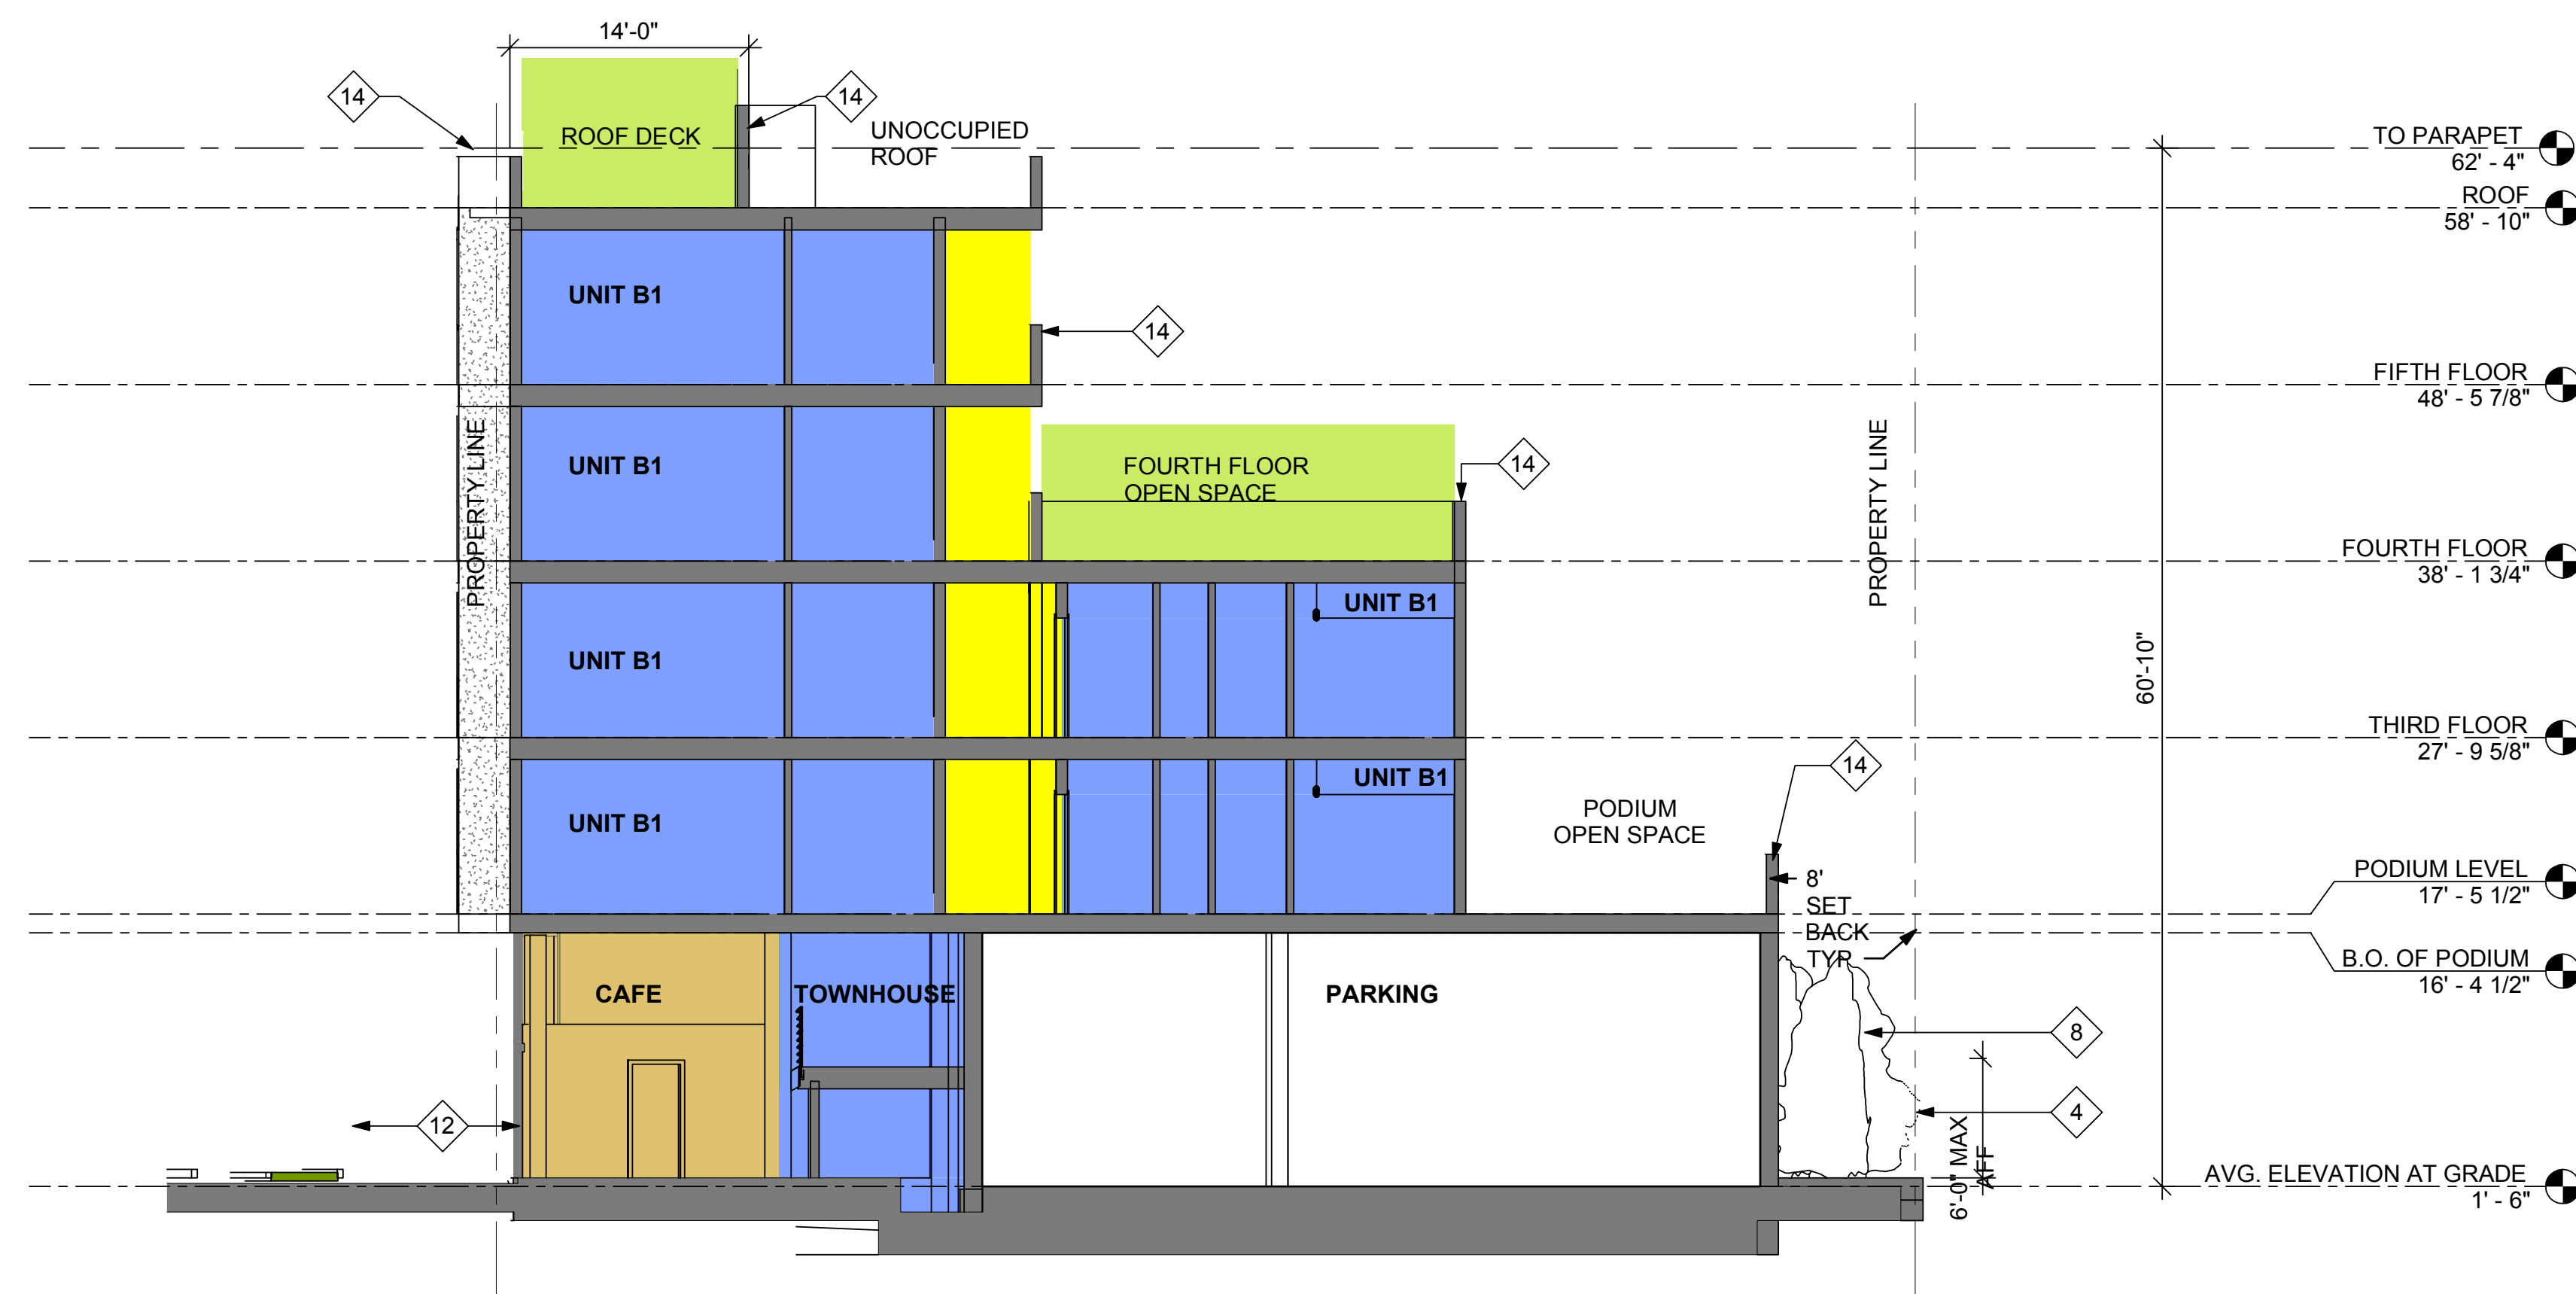 14'-0"
14
14
ROOF DECK
UNOCCUPIED
ROOF
TO PARAPET
62' - 4"
ROOF
58' - 10"
UNIT B1
14
FIFTH FLOOR
48' - 5 7/8"
PROPERTY LINE
UNIT B1
FOURTH FLOOR
OPEN SPACE
14
PROPERTY LINE
FOURTH FLOOR
38' - 1 3/4"
UNIT B1
UNIT B1
60'-10"
THIRD FLOOR
27' - 9 5/8"
UNIT B1
UNIT B1
PODIUM
OPEN SPACE
14
8'
SET
BACK
TYP
PODIUM LEVEL
17' - 5 1/2"
B.O. OF PODIUM
16' - 4 1/2"
CAFE
TOWNHOUSE
PARKING
8
4
12
6'-0" MAX
AFF
AVG. ELEVATION AT GRADE
1' - 6"